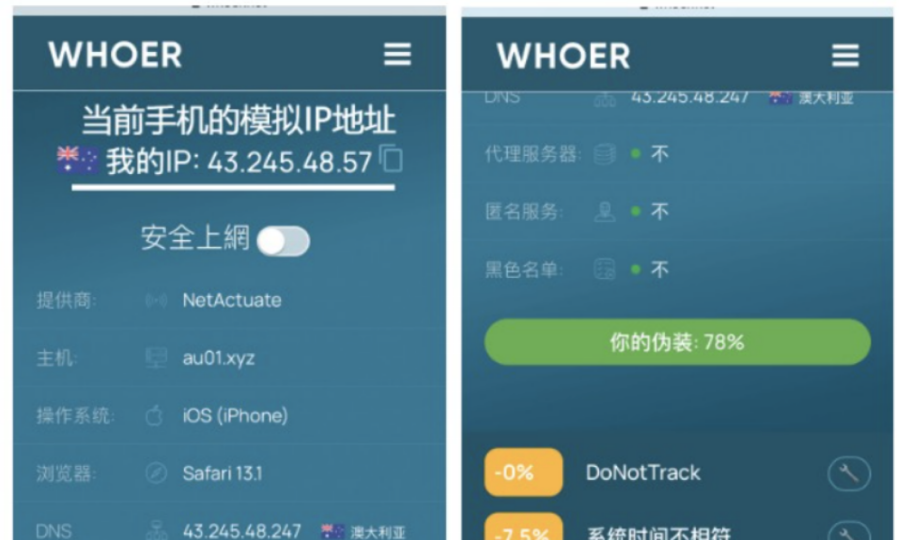 WHOER
当前手机的模拟IP地址
我的IP: 43.245.48.57
安全上網
提供商: NetActuate
主机: au01.xyz
操作系统: iOS (iPhone)
浏览器: Safari 13.1
DNS 43.245.48.247 澳大利亚
WHOER
DNS 43.245.48.247 澳大利亚
代理服务器: 不
匿名服务: 不
黑色名单: 不
你的伪装: 78%
-0% DoNotTrack
-7.5% 系统时间不相符